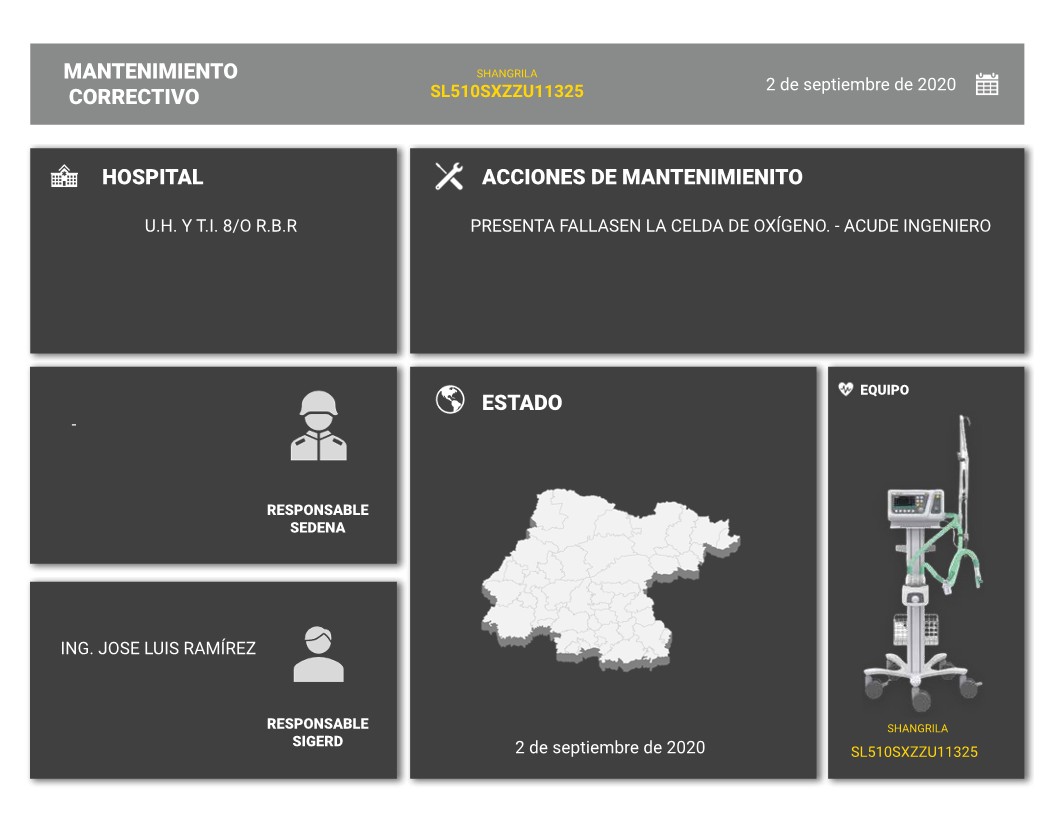 MANTENIMIENTO
CORRECTIVO
SHANGRILA
SL510SXZZU11325
2 de septiembre de 2020
HOSPITAL
U.H. Y T.I. 8/O R.B.R
ACCIONES DE MANTENIMIENITO
PRESENTA FALLASEN LA CELDA DE OXÍGENO. - ACUDE INGENIERO
-
RESPONSABLE
SEDENA
ING. JOSE LUIS RAMÍREZ
RESPONSABLE
SIGERD
ESTADO
2 de septiembre de 2020
EQUIPO
SHANGRILA
SL510SXZZU11325